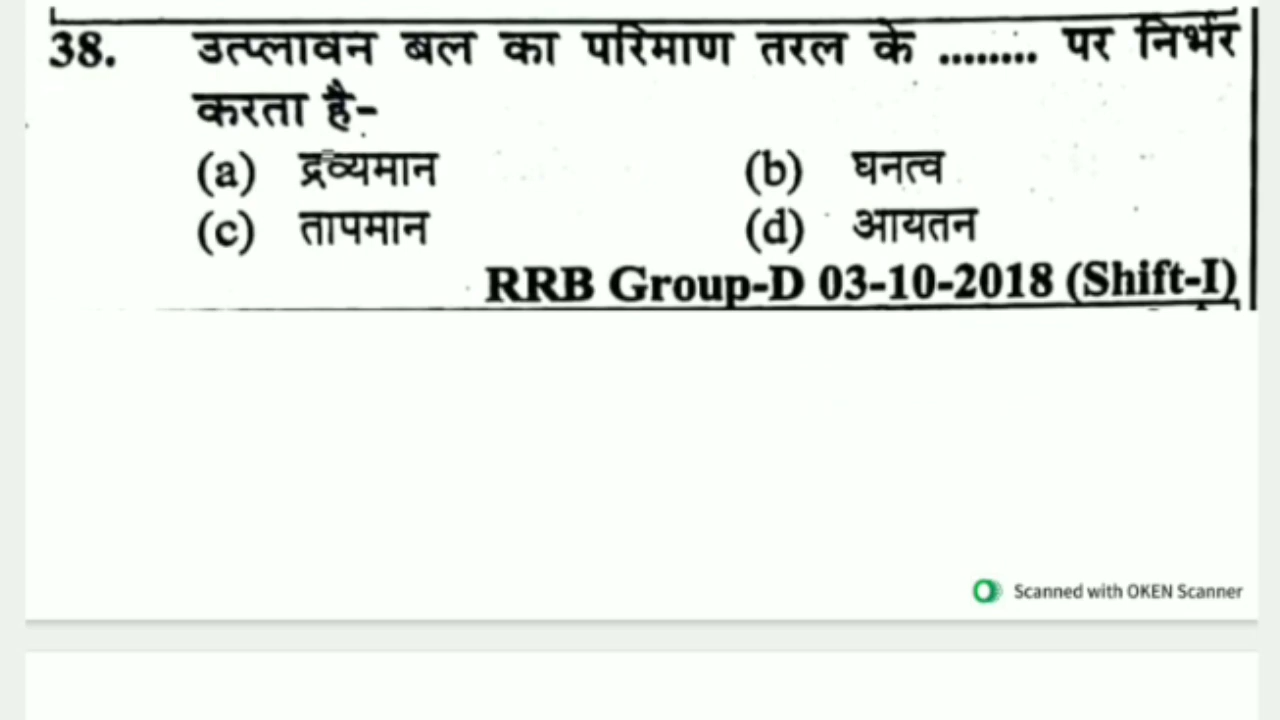 38. उत्प्लावन बल का परिमाण तरल के ........ पर निर्भर
करता है-
(a) द्रव्यमान (b) घनत्व
(c) तापमान (d) आयतन
RRB Group-D 03-10-2018 (Shift-I)
Scanned with OKEN Scanner